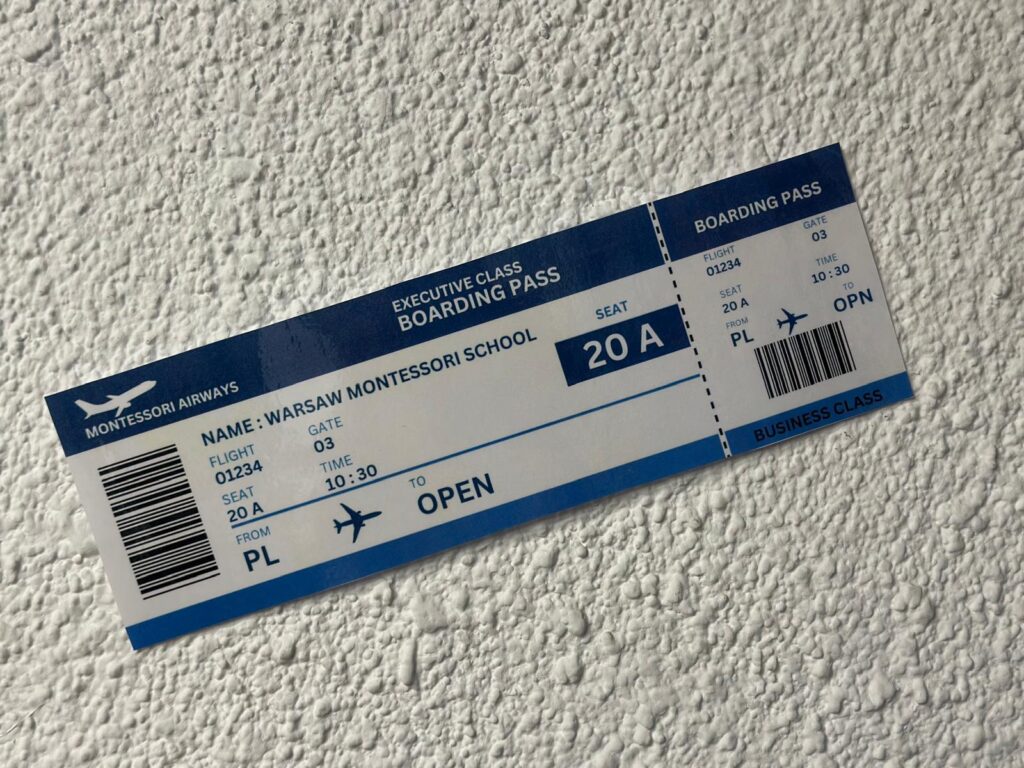 EXECUTIVE CLASS
BOARDING PASS
MONTESSORI AIRWAYS
NAME : WARSAW MONTESSORI SCHOOL
SEAT
20 A
FLIGHT
01234
GATE
03
SEAT
20 A
TIME
10 : 30
FROM
PL
TO
OPEN
BOARDING PASS
FLIGHT
01234
GATE
03
SEAT
20 A
TIME
10 : 30
FROM
PL
TO
OPN
BUSINESS CLASS